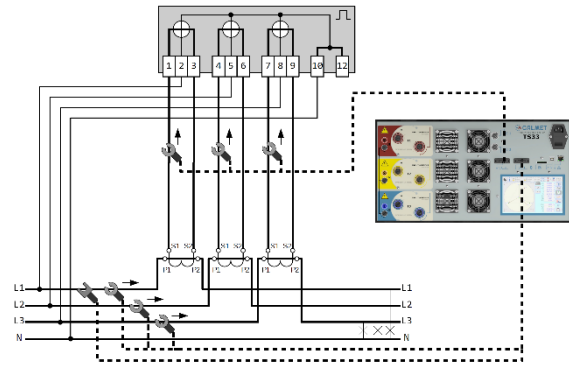 1 2 3 4 5 6 7 8 9 10 12
CALMET
TS33
S1 S2 S1 S2 S1 S2
P1 P2 P1 P2 P1 P2
L1 L1
L2 L2
L3 L3
N N